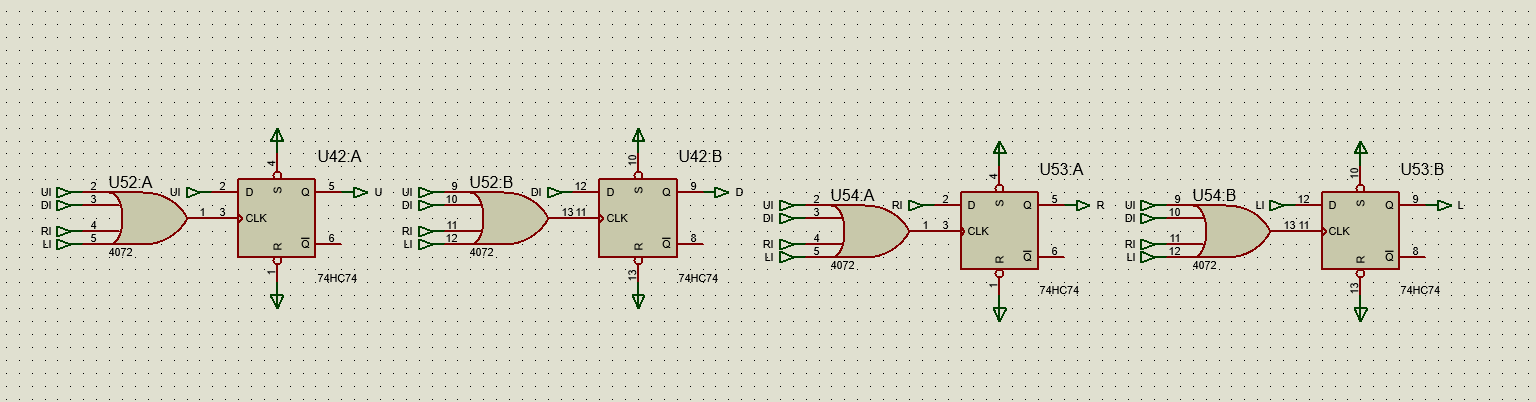 U42:A
U42:B
U53:A
U53:B
4
10
4
10
U52:A
UI
2
DI
3
RI
4
LI
5
4072
1
UI
2
3
D
S
Q
CLK
R
Q
5
6
U
1
74HC74
U52:B
UI
9
DI
10
RI
11
LI
12
4072
13
DI
12
11
D
S
Q
CLK
R
Q
9
8
D
13
74HC74
U54:A
UI
2
DI
3
RI
4
LI
5
4072
1
RI
2
3
D
S
Q
CLK
R
Q
5
6
R
1
74HC74
U54:B
UI
9
DI
10
RI
11
LI
12
4072
13
LI
12
11
D
S
Q
CLK
R
Q
9
8
L
13
74HC74